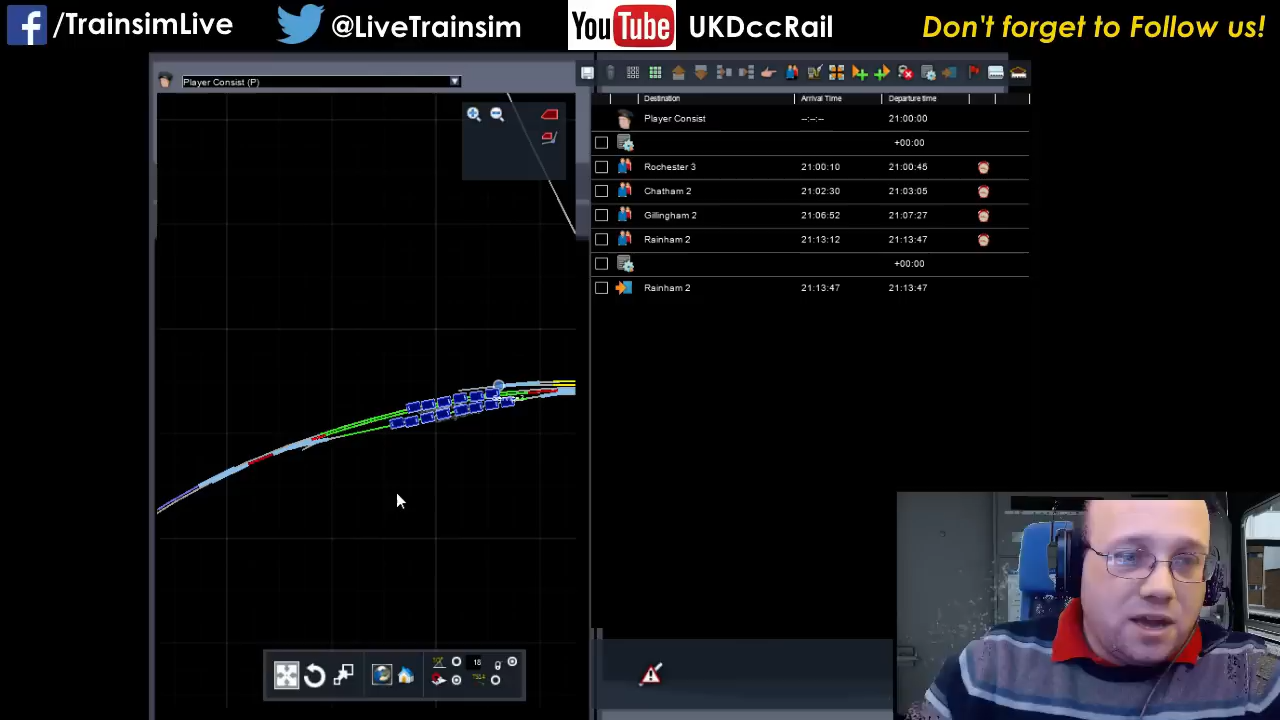 f /TrainsimLive @LiveTrainsim You Tube UKDccRail Don't forget to Follow us!
Player Consist (P)
Destination Arrival Time Departure time
Player Consist --:--:-- 21:00:00
+00:00
Rochester 3 21:00:10 21:00:45
Chatham 2 21:02:30 21:03:05
Gillingham 2 21:06:52 21:07:27
Rainham 2 21:13:12 21:13:47
+00:00
Rainham 2 21:13:47 21:13:47
18